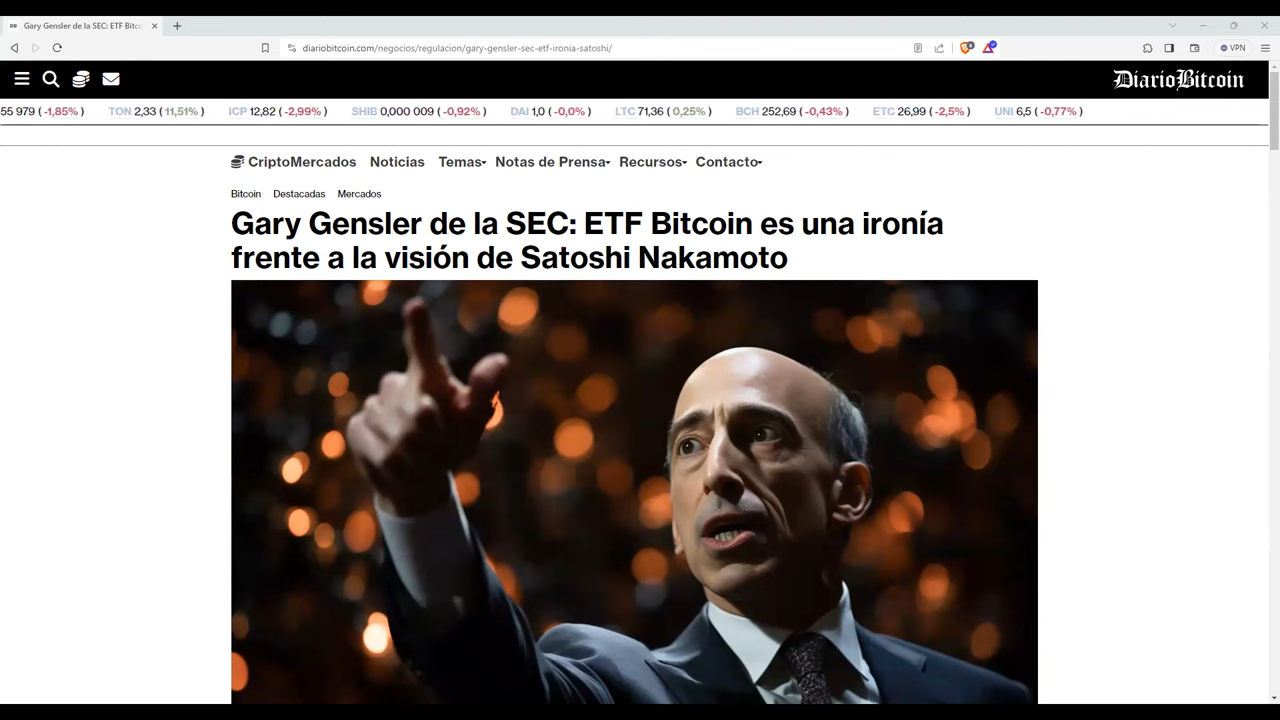 Gary Gensler de la SEC: ETF Bitco
diariobitcoin.com/negocios/regulacion/gary-gensler-sec-etf-ironia-satoshi/
VPN
DiarioBitcoin
55 979 ( -1,85% ) TON 2,33 ( 11,51% ) ICP 12,82 ( -2,99% ) SHIB 0,000 009 ( -0,92% ) DAI 1,0 ( -0,0% ) LTC 71,36 ( 0,25% ) BCH 252,69 ( -0,43% ) ETC 26,99 ( -2,5% ) UNI 6,5 ( -0,77% )
CriptoMercados Noticias Temas Notas de Prensa Recursos Contacto
Bitcoin Destacadas Mercados
Gary Gensler de la SEC: ETF Bitcoin es una ironía
frente a la visión de Satoshi Nakamoto